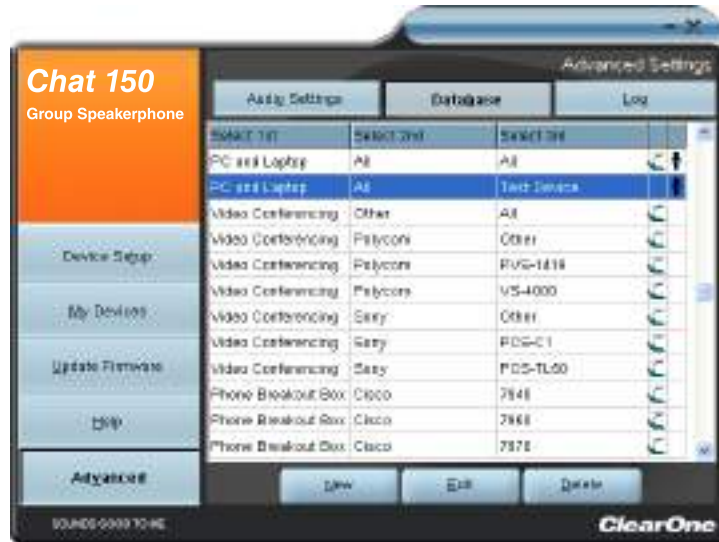 Advanced Settings
Chat 150
Group Speakerphone
Audio Settings Database Log
Select 1st Select 2nd Select 3rd
PC and Laptop All All
PC and Laptop All Test Device
Video Conferencing Other All
Video Conferencing Polycom Other
Video Conferencing Polycom PVS-1419
Video Conferencing Polycom VS-4000
Video Conferencing Sony Other
Video Conferencing Sony PCS-C1
Video Conferencing Sony PCS-TL50
Phone Breakout Box Cisco 7940
Phone Breakout Box Cisco 7960
Phone Breakout Box Cisco 7970
Device Setup
My Devices
Update Firmware
Help
Advanced
New Edit Delete
SOUNDS GOOD TO ME
ClearOne